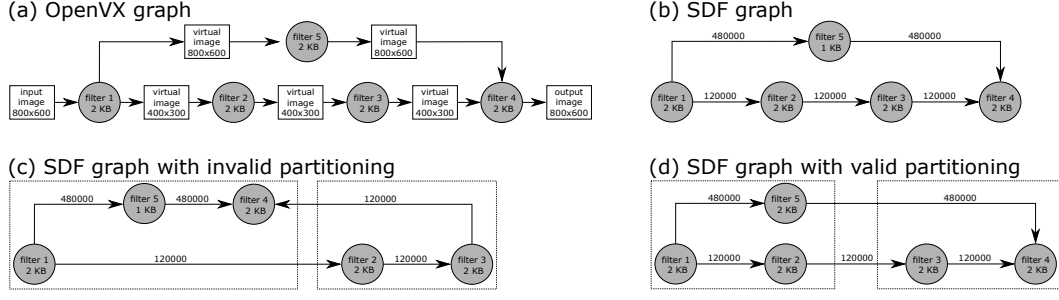 (a) OpenVX graph
virtual
image
800x600
filter 5
2 KB
virtual
image
800x600
input
image
800x600
filter 1
2 KB
virtual
image
400x300
filter 2
2 KB
virtual
image
400x300
filter 3
2 KB
virtual
image
400x300
filter 4
2 KB
output
image
800x600
(b) SDF graph
480000
filter 5
1 KB
480000
filter 1
2 KB
120000
filter 2
2 KB
120000
filter 3
2 KB
120000
filter 4
2 KB
(c) SDF graph with invalid partitioning
480000
filter 5
1 KB
480000
filter 4
2 KB
120000
filter 1
2 KB
120000
filter 2
2 KB
120000
filter 3
2 KB
(d) SDF graph with valid partitioning
480000
filter 5
2 KB
480000
filter 1
2 KB
120000
filter 2
2 KB
120000
filter 3
2 KB
120000
filter 4
2 KB